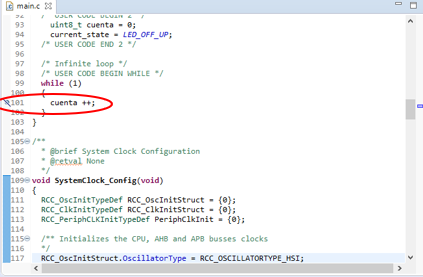 main.c
92 /* USER CODE BEGIN 2 */
93 uint8_t cuenta = 0;
94 current_state = LED_OFF_UP;
95 /* USER CODE END 2 */
96
97 /* Infinite loop */
98 /* USER CODE BEGIN WHILE */
99 while (1)
100 {
101 cuenta ++;
102 }
103 }
104
105 /**
106 * @brief System Clock Configuration
107 * @retval None
108 */
109 void SystemClock_Config(void)
110 {
111 RCC_OscInitTypeDef RCC_OscInitStruct = {0};
112 RCC_ClkInitTypeDef RCC_ClkInitStruct = {0};
113 RCC_PeriphCLKInitTypeDef PeriphClkInit = {0};
114
115 /** Initializes the CPU, AHB and APB busses clocks
116 */
117 RCC_OscInitStruct.OscillatorType = RCC_OSCILLATORTYPE_HSI;